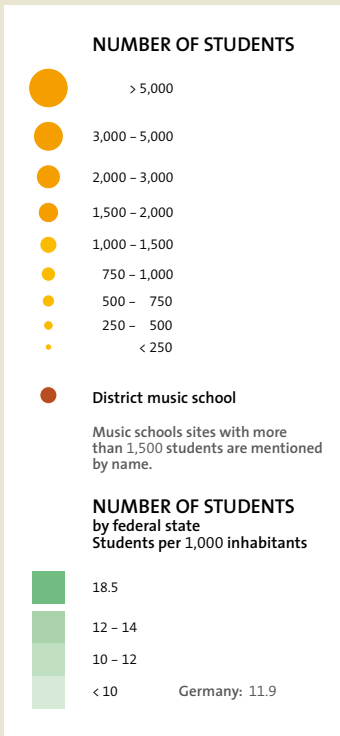 NUMBER OF STUDENTS
> 5,000
3,000 – 5,000
2,000 – 3,000
1,500 – 2,000
1,000 – 1,500
750 – 1,000
500 – 750
250 – 500
< 250
District music school
Music schools sites with more
than 1,500 students are mentioned
by name.
NUMBER OF STUDENTS
by federal state
Students per 1,000 inhabitants
18.5
12 – 14
10 – 12
< 10 Germany: 11.9